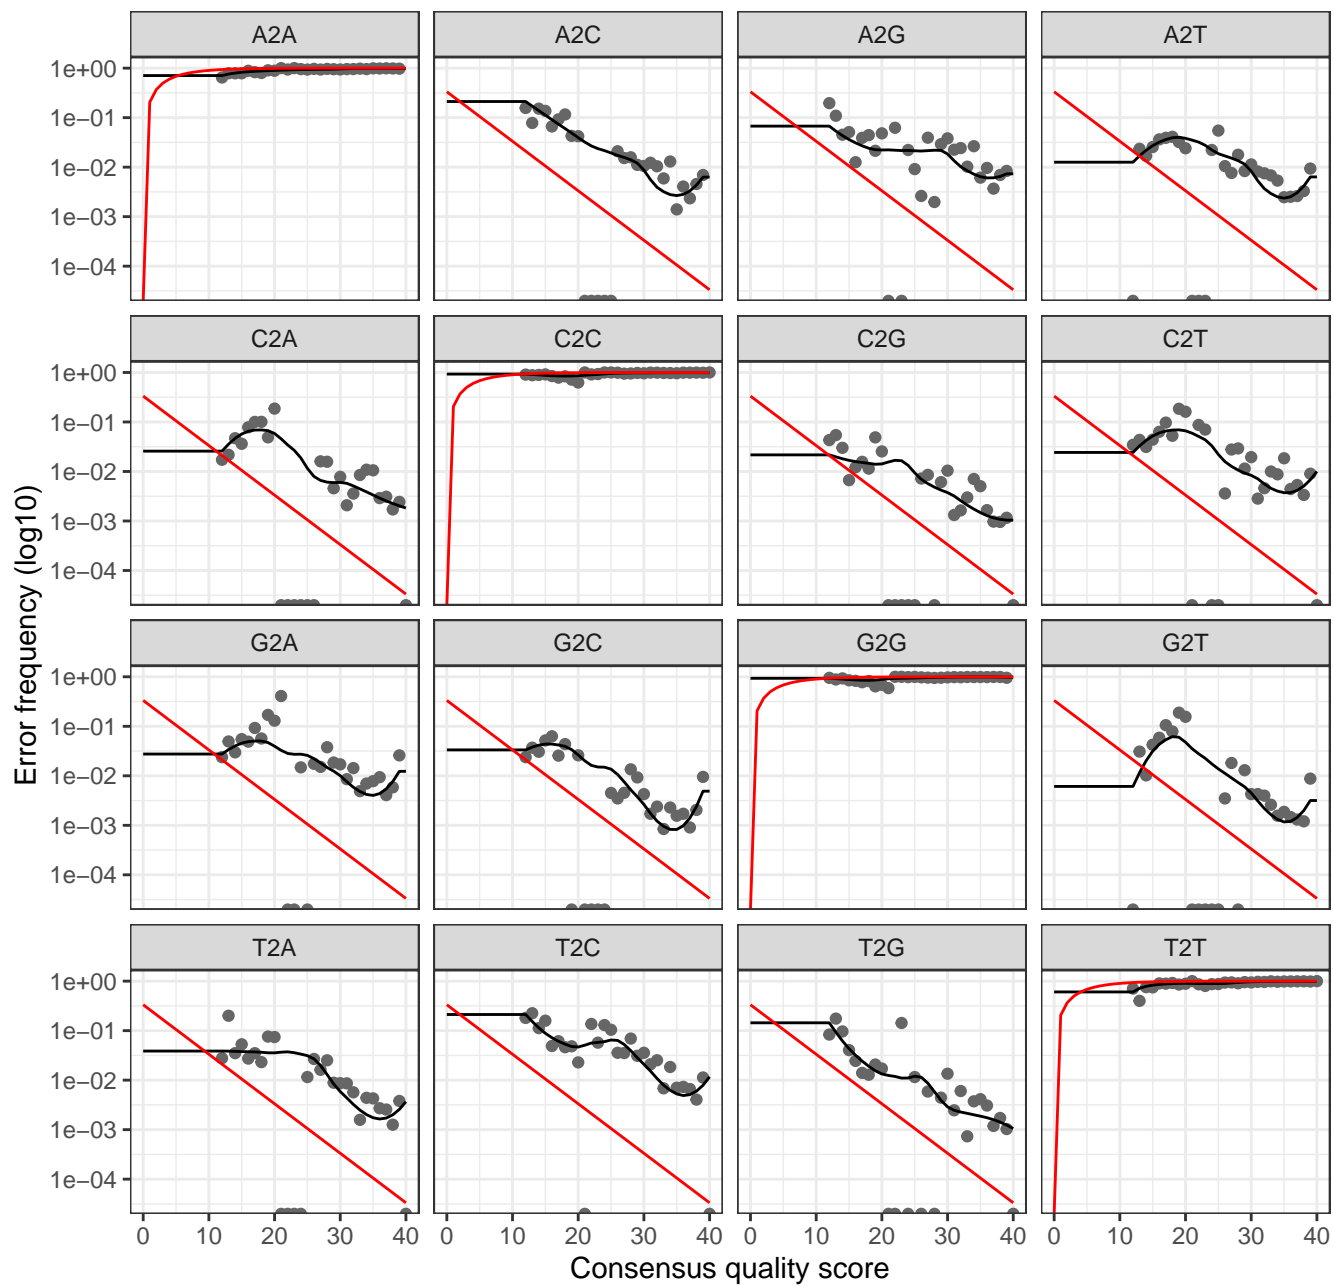 A2A A2C A2G A2T
1e+00
1e−01
1e−02
1e−03
1e−04
C2A C2C C2G C2T
1e+00
1e−01
1e−02
1e−03
1e−04
G2A G2C G2G G2T
1e+00
1e−01
1e−02
1e−03
1e−04
T2A T2C T2G T2T
1e+00
1e−01
1e−02
1e−03
1e−04
0 10 20 30 40 0 10 20 30 40 0 10 20 30 40 0 10 20 30 40
Consensus quality score
Error frequency (log10)